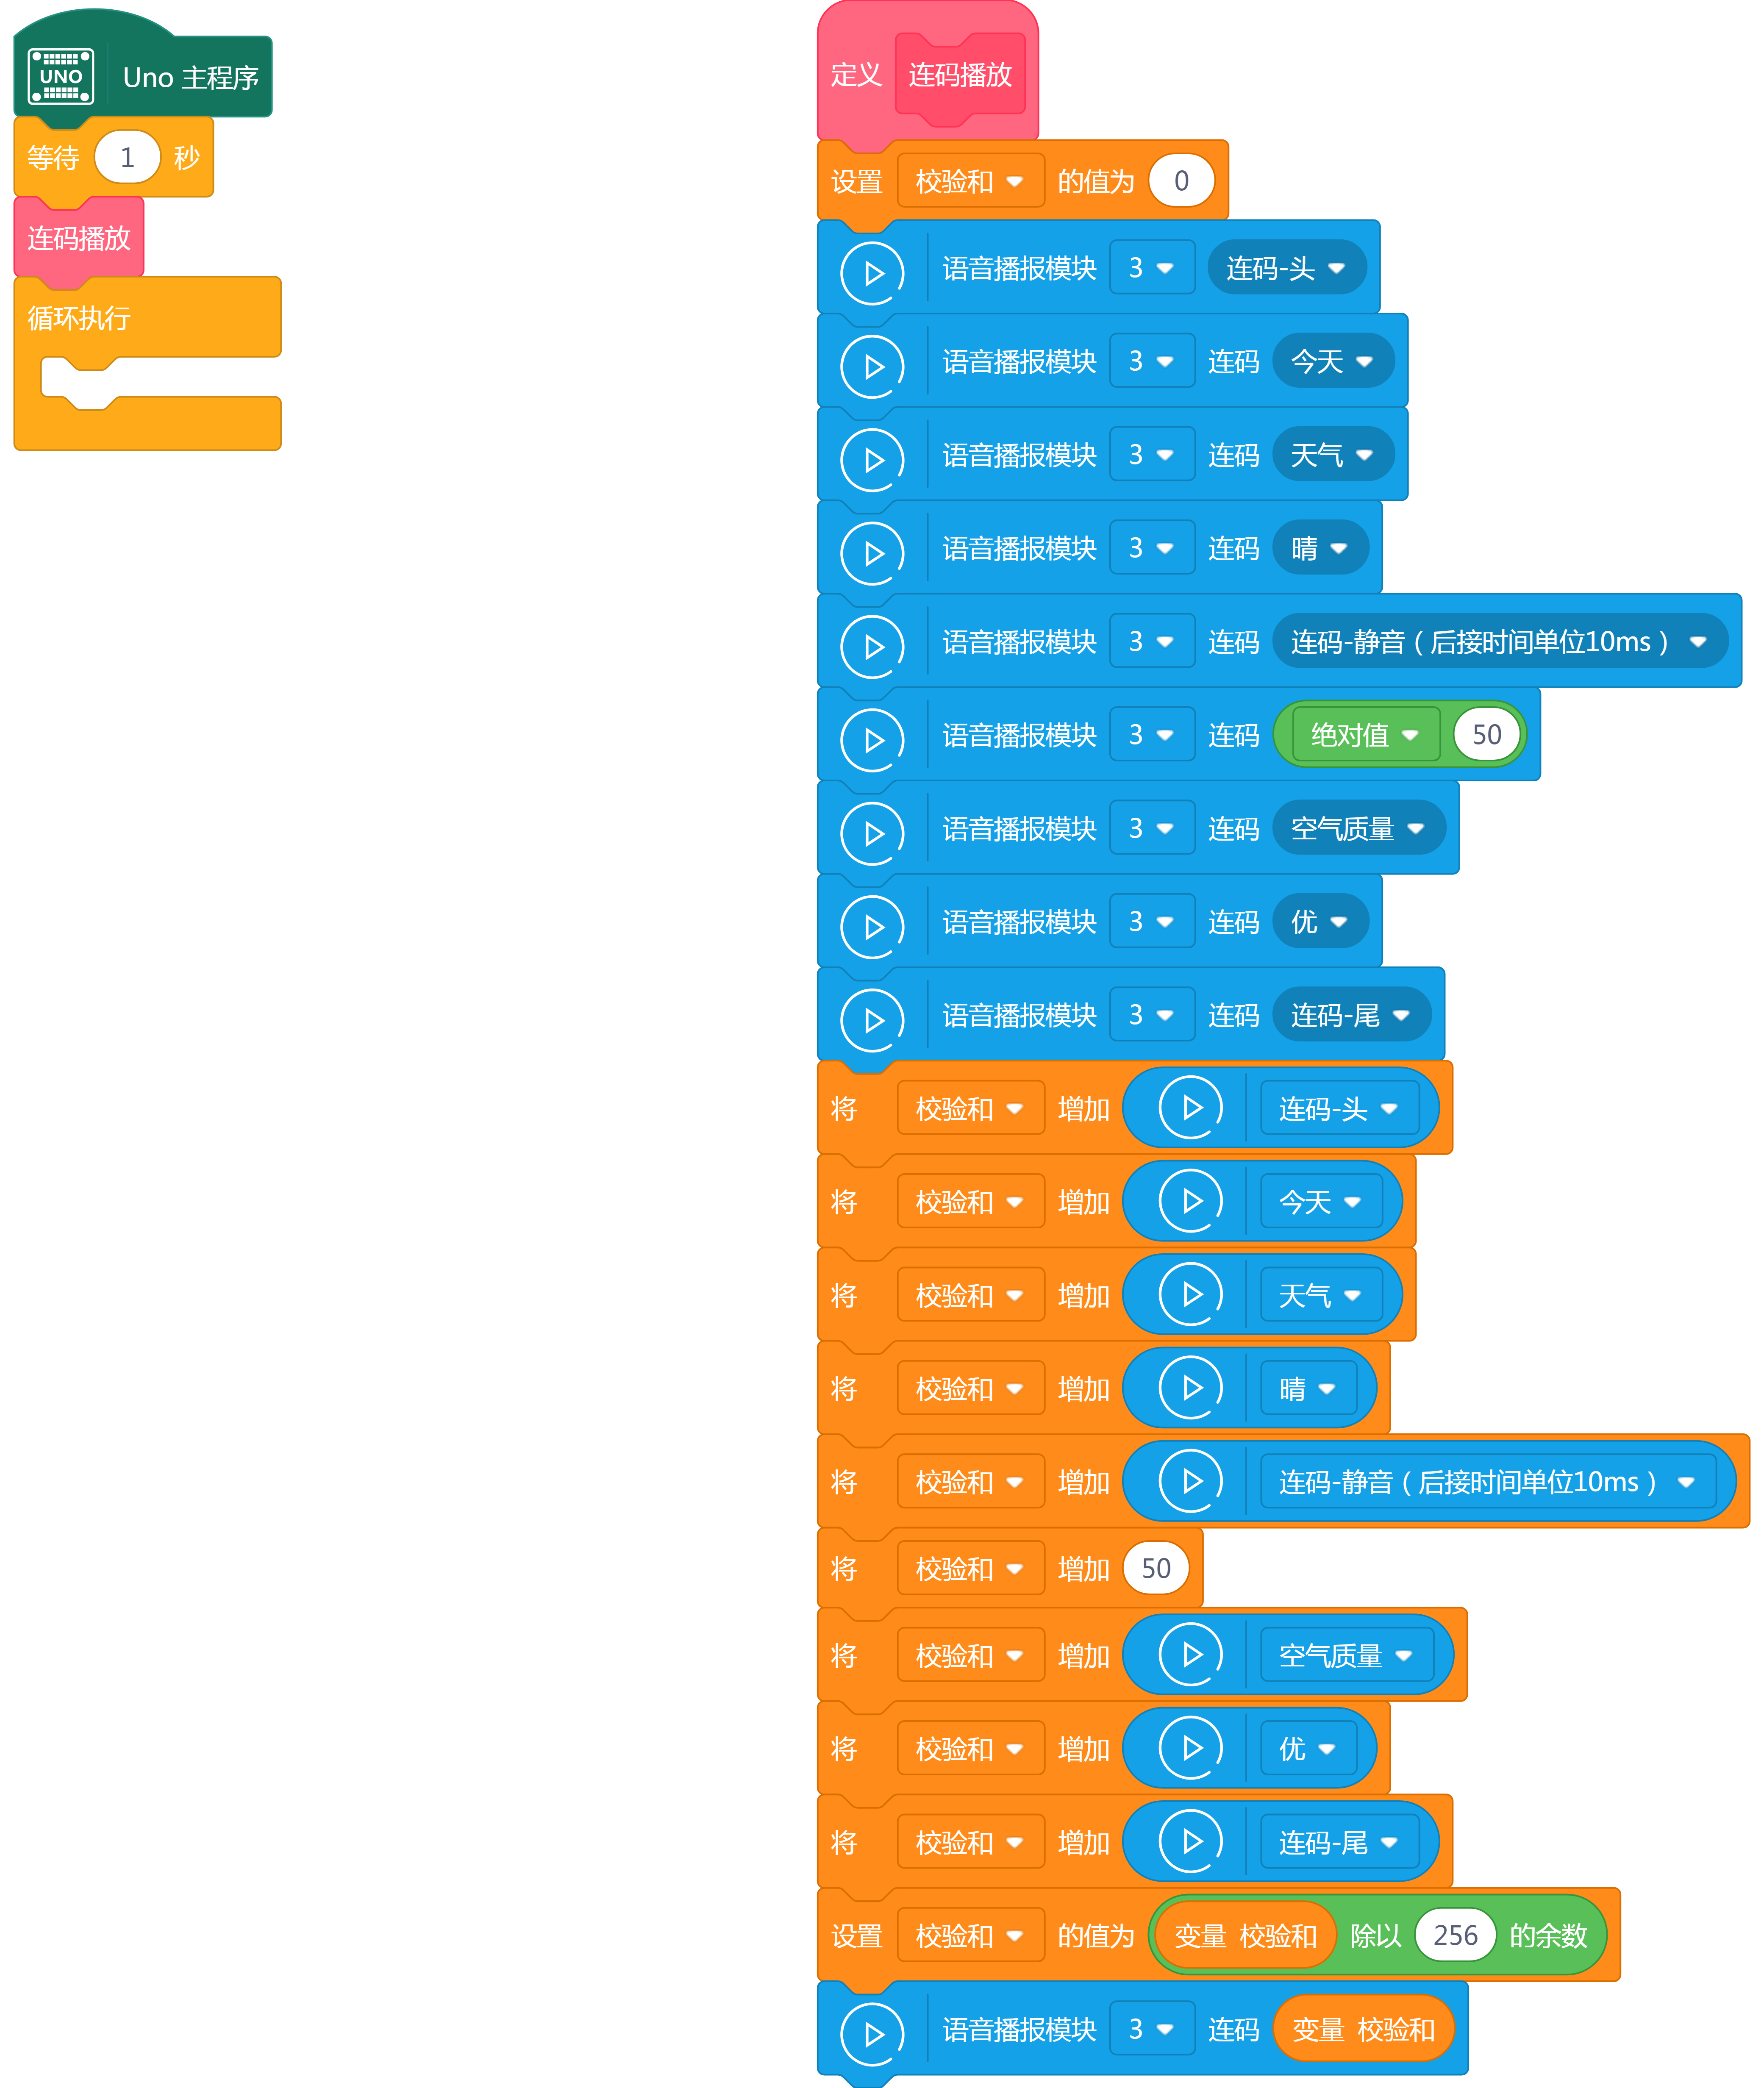 UNO Uno 主程序
等待 1 秒
连码播放
循环执行
定义 连码播放
设置 校验和 的值为 0
语音播报模块 3 连码-头
语音播报模块 3 连码 今天
语音播报模块 3 连码 天气
语音播报模块 3 连码 晴
语音播报模块 3 连码 连码-静音（后接时间单位10ms）
语音播报模块 3 连码 绝对值 50
语音播报模块 3 连码 空气质量
语音播报模块 3 连码 优
语音播报模块 3 连码 连码-尾
将 校验和 增加 连码-头
将 校验和 增加 今天
将 校验和 增加 天气
将 校验和 增加 晴
将 校验和 增加 连码-静音（后接时间单位10ms）
将 校验和 增加 50
将 校验和 增加 空气质量
将 校验和 增加 优
将 校验和 增加 连码-尾
设置 校验和 的值为 变量 校验和 除以 256 的余数
语音播报模块 3 连码 变量 校验和